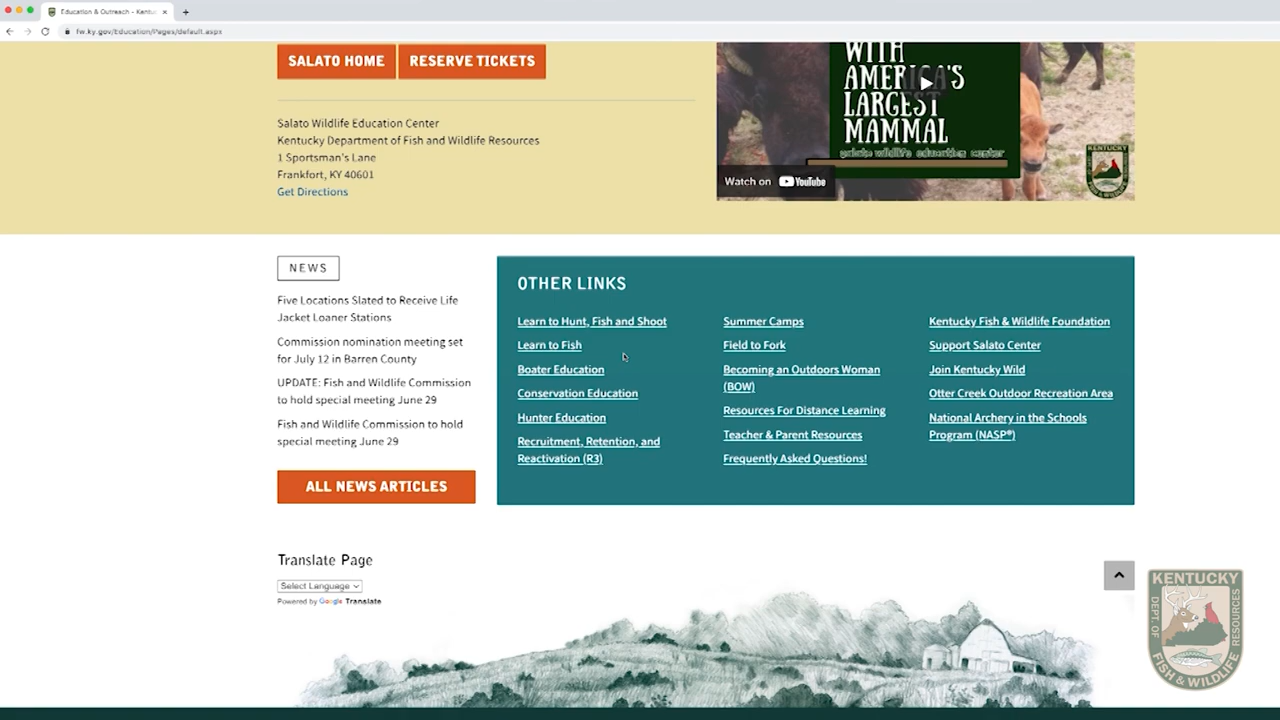 Education & Outreach - Kentu
fw.ky.gov/Education/Pages/default.aspx
SALATO HOME
RESERVE TICKETS
Salato Wildlife Education Center
Kentucky Department of Fish and Wildlife Resources
1 Sportsman's Lane
Frankfort, KY 40601
Get Directions
WITH
AMERICA'S
LARGEST
MAMMAL
salato wildlife education center
Watch on YouTube
KENTUCKY
FISH & WILDLIFE
NEWS
Five Locations Slated to Receive Life
Jacket Loaner Stations
Commission nomination meeting set
for July 12 in Barren County
UPDATE: Fish and Wildlife Commission
to hold special meeting June 29
Fish and Wildlife Commission to hold
special meeting June 29
ALL NEWS ARTICLES
OTHER LINKS
Learn to Hunt, Fish and Shoot
Learn to Fish
Boater Education
Conservation Education
Hunter Education
Recruitment, Retention, and
Reactivation (R3)
Summer Camps
Field to Fork
Becoming an Outdoors Woman
(BOW)
Resources For Distance Learning
Teacher & Parent Resources
Frequently Asked Questions!
Kentucky Fish & Wildlife Foundation
Support Salato Center
Join Kentucky Wild
Otter Creek Outdoor Recreation Area
National Archery in the Schools
Program (NASP®)
Translate Page
Select Language
Powered by Google Translate
KENTUCKY
DEPT. OF
RESOURCES
FISH & WILDLIFE